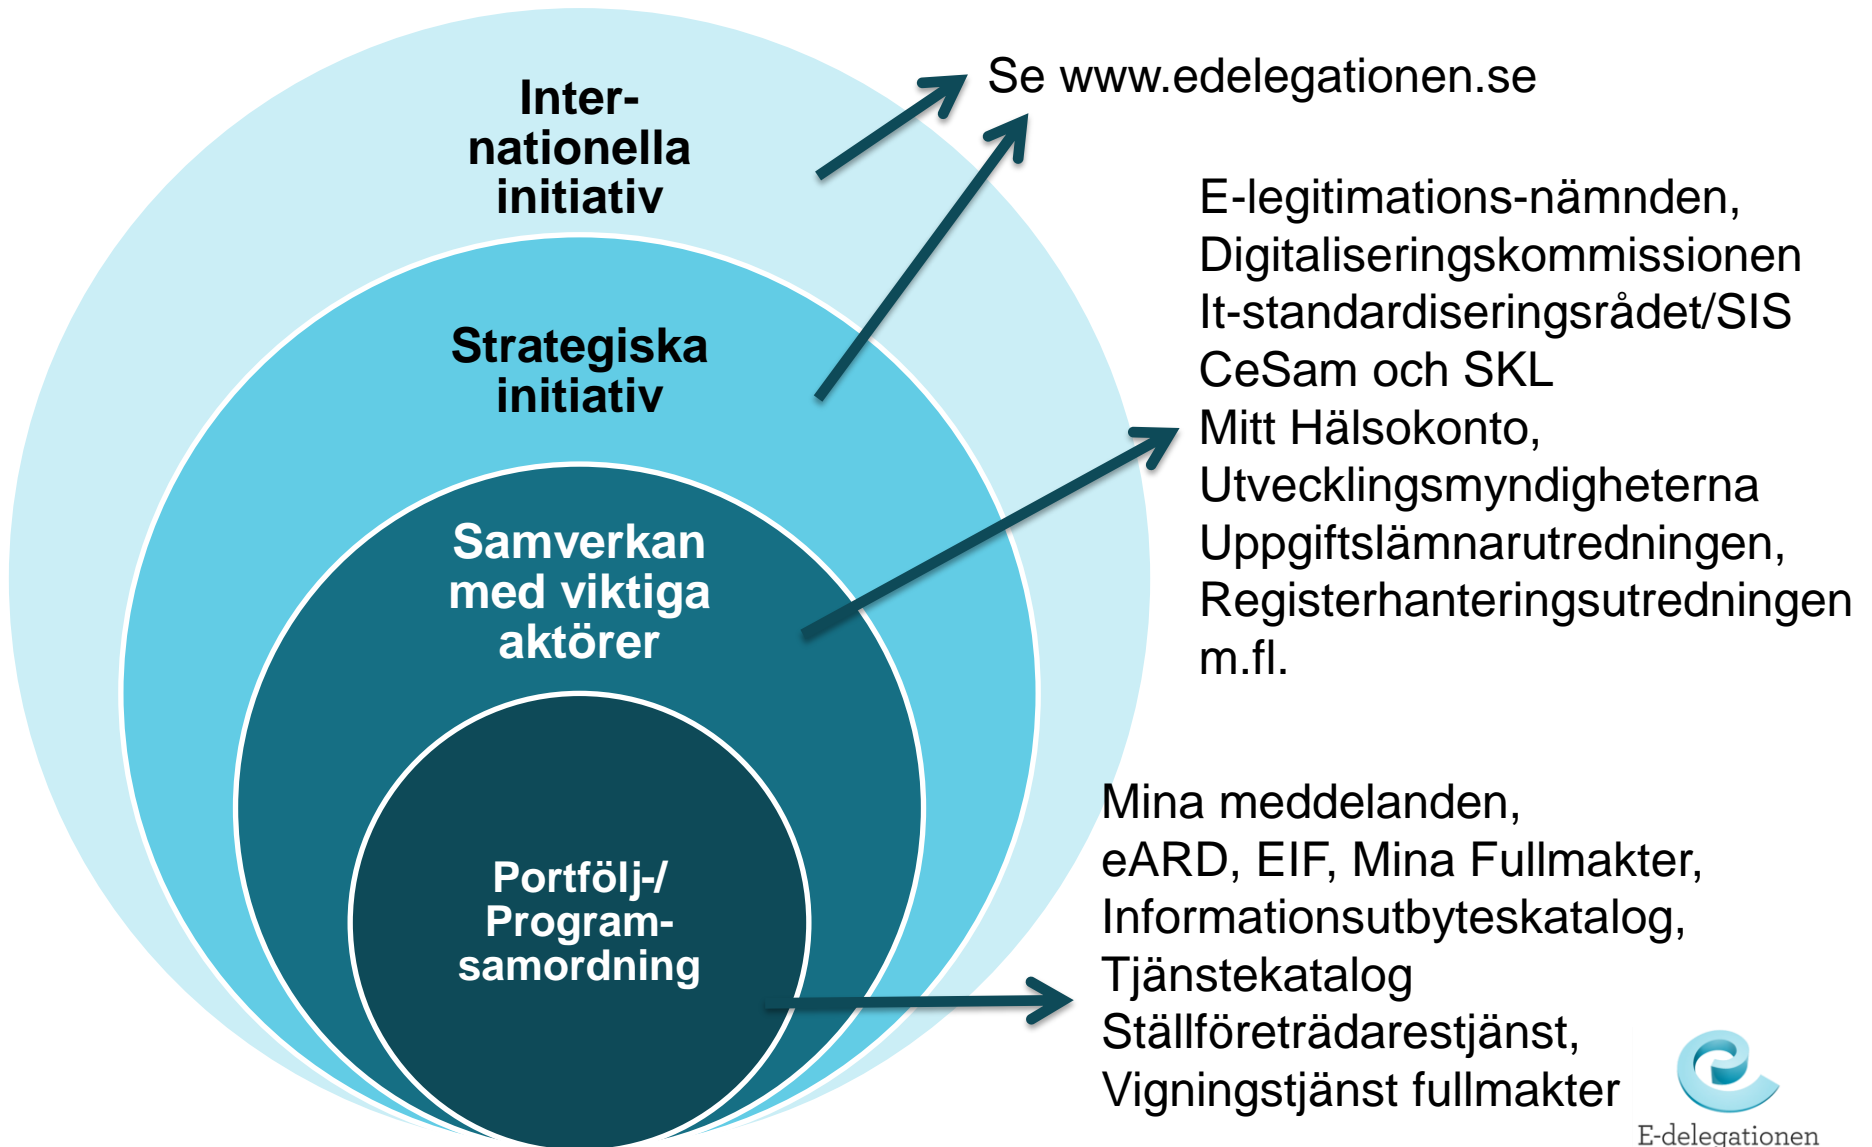 Inter-
nationella
initiativ
Strategiska
initiativ
Samverkan
med viktiga
aktörer
Portfölj-/
Program-
samordning
Se www.edelegationen.se
E-legitimations-nämnden,
Digitaliseringskommissionen
It-standardiseringsrådet/SIS
CeSam och SKL
Mitt Hälsokonto,
Utvecklingsmyndigheterna
Uppgiftslämnarutredningen,
Registerhanteringsutredningen
m.fl.
Mina meddelanden,
eARD, EIF, Mina Fullmakter,
Informationsutbyteskatalog,
Tjänstekatalog
Ställföreträdarestjänst,
Vigningstjänst fullmakter
E-delegationen